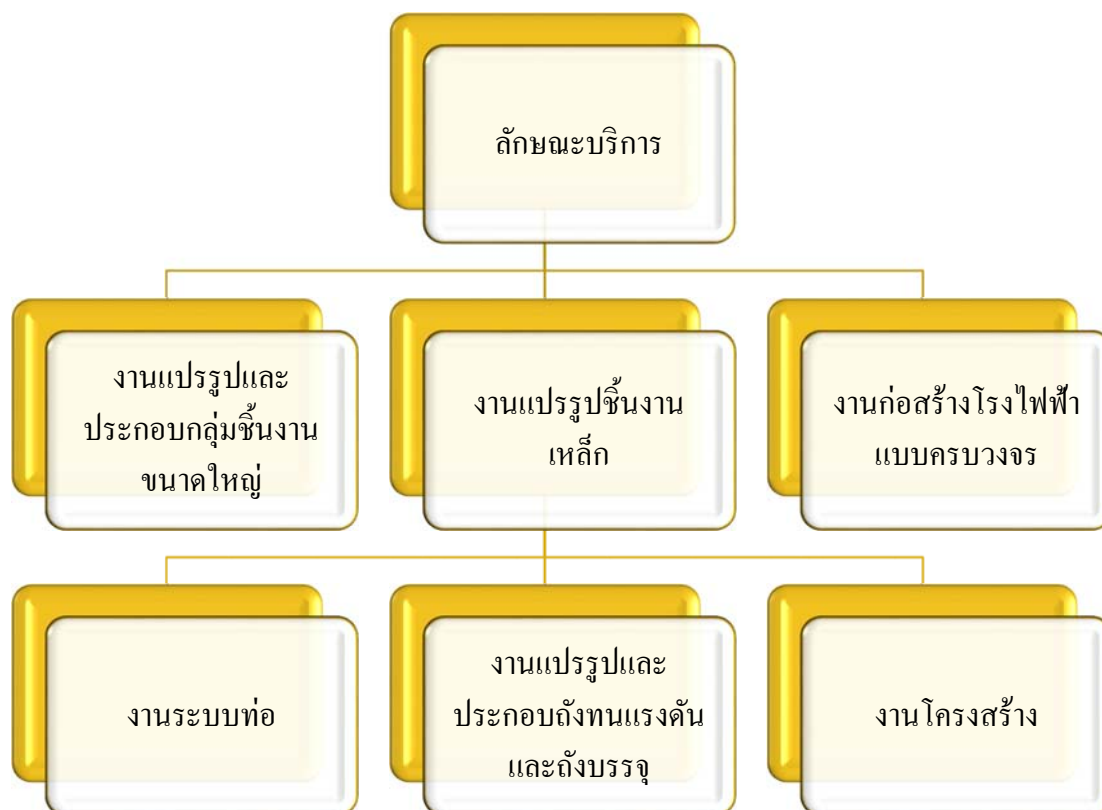 ลักษณะบริการ
งานแปรรูปและ
ประกอบกลุ่มชิ้นงาน
ขนาดใหญ่
งานแปรรูปชิ้นงาน
เหล็ก
งานก่อสร้างโรงไฟฟ้า
แบบครบวงจร
งานระบบท่อ
งานแปรรูปและ
ประกอบถังทนแรงดัน
และถังบรรจุ
งานโครงสร้าง